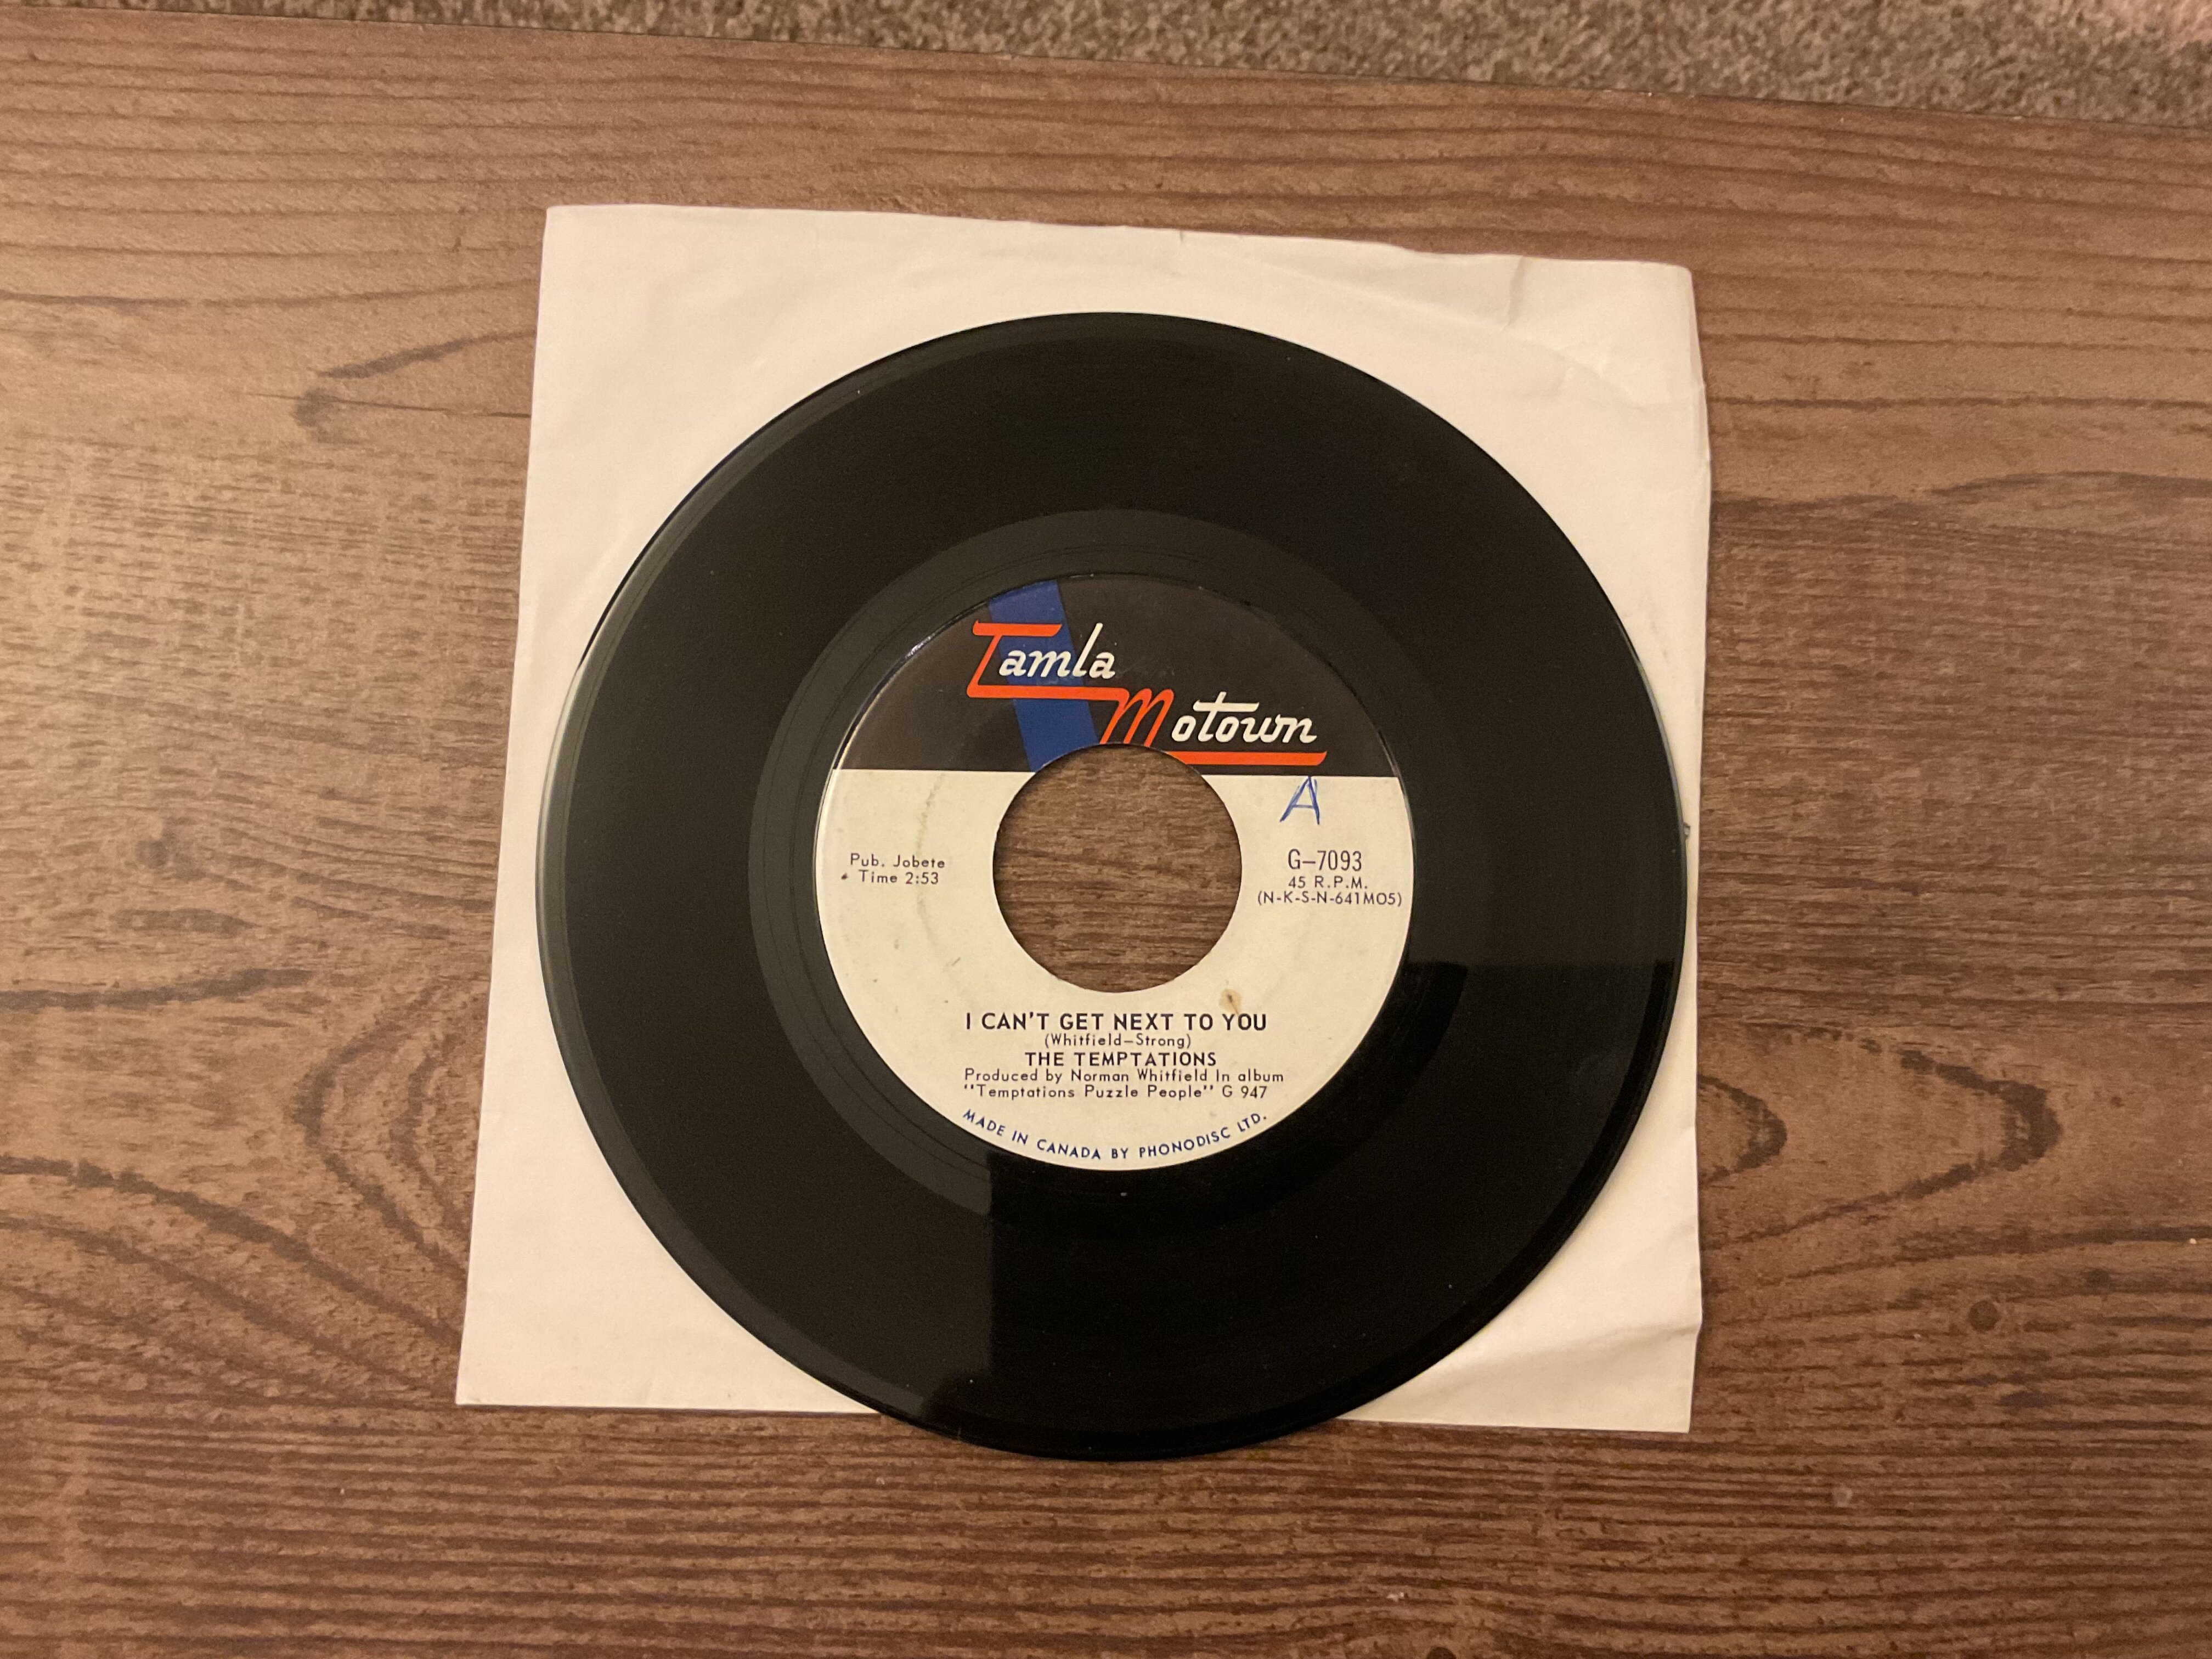 Tamla
Motown
A
Pub. Jobete
Time 2:53
G–7093
45 R.P.M.
(N-K-S-N-641MO5)
I CAN'T GET NEXT TO YOU
(Whitfield–Strong)
THE TEMPTATIONS
Produced by Norman Whitfield In album
''Temptations Puzzle People'' G 947
MADE IN CANADA BY PHONODISC LTD.